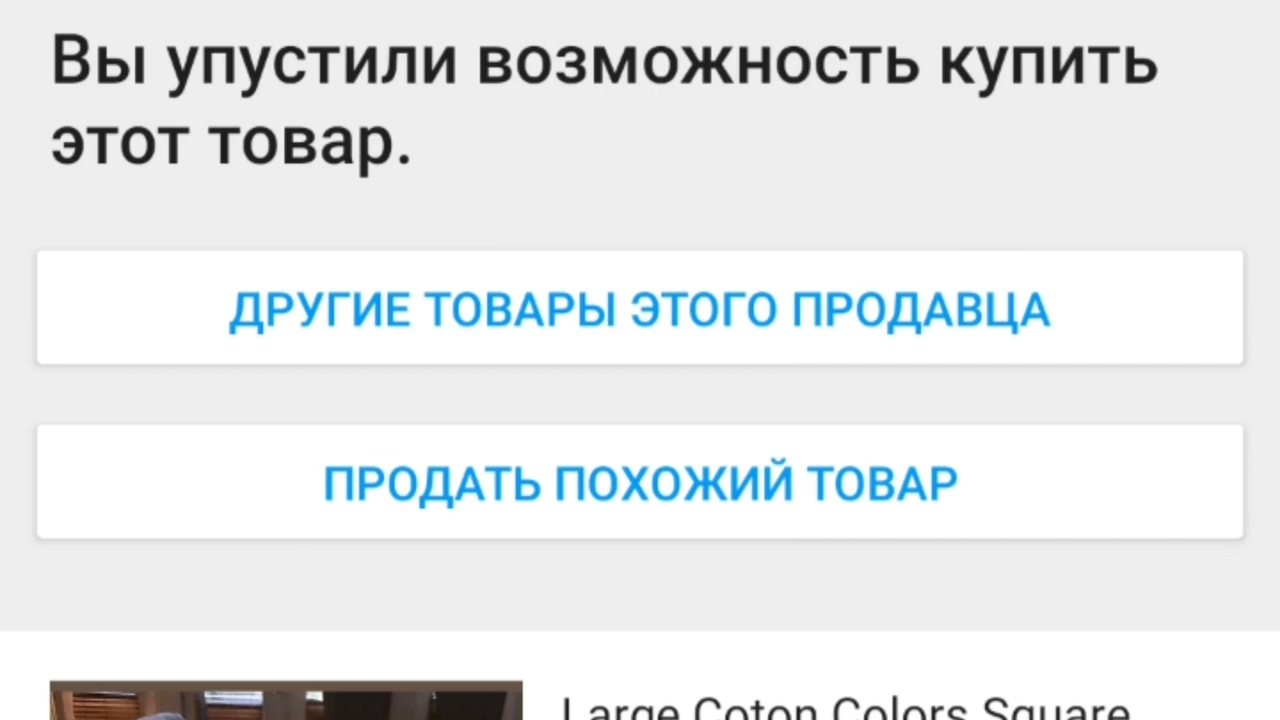 Вы упустили возможность купить
этот товар.
ДРУГИЕ ТОВАРЫ ЭТОГО ПРОДАВЦА
ПРОДАТЬ ПОХОЖИЙ ТОВАР
Large Coton Colors Square